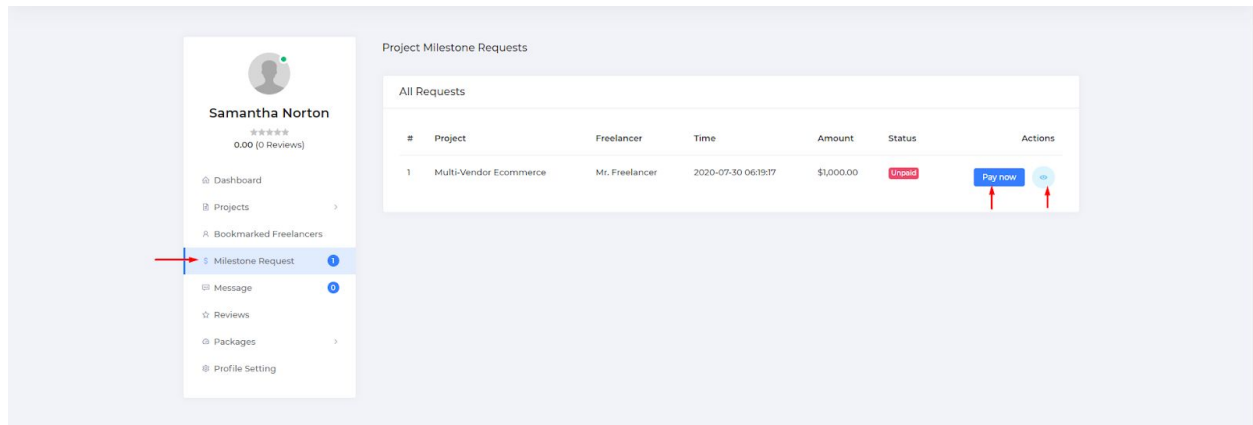 Project Milestone Requests
Samantha Norton
0.00 (0 Reviews)
Dashboard
Projects
Bookmarked Freelancers
Milestone Request 1
Message 0
Reviews
Packages
Profile Setting
All Requests
# Project Freelancer Time Amount Status Actions
1 Multi-Vendor Ecommerce Mr. Freelancer 2020-07-30 06:19:17 $1,000.00 Unpaid Pay now